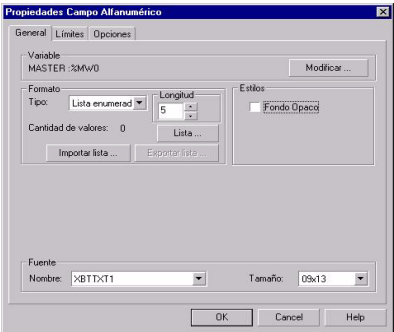 Propiedades Campo Alfanumérico
General Límites Opciones
Variable
MASTER :%MW0
Modificar ...
Formato
Tipo: Lista enumerad
Longitud
5
Estilos
Fondo Opaco
Cantidad de valores: 0
Lista ...
Importar lista ... Exportar lista ...
Fuente
Nombre: XBTTXT1 Tamaño: 09x13
OK Cancel Help